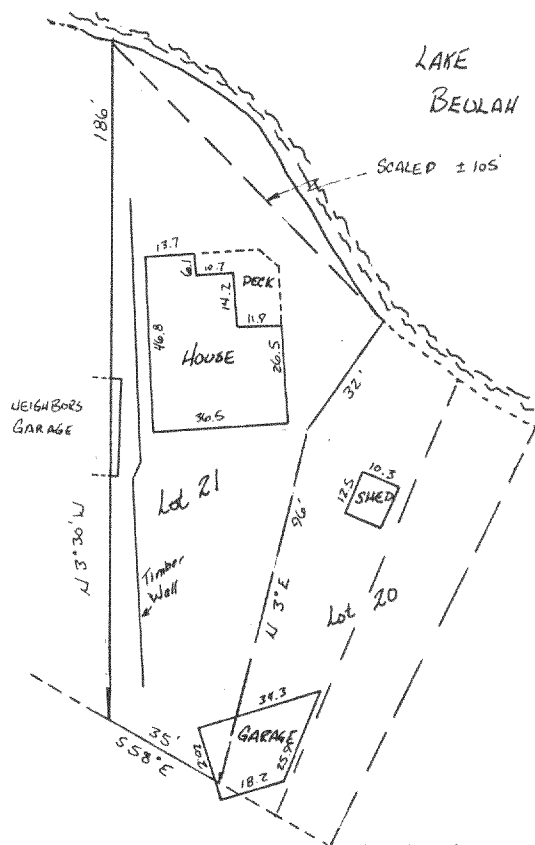 LAKE
BEULAH
186'
SCALED ± 105'
13.7
6.1
10.7
DECK
14.2
11.9
46.8
HOUSE
26.5
36.5
32'
NEIGHBORS
GARAGE
10.3
12.5
SHED
Lot 21
96'
N 3° 30' W
Timber
Wall
N 3° E
Lot 20
34.3
GARAGE
35'
S 58° E
25.2
18.2